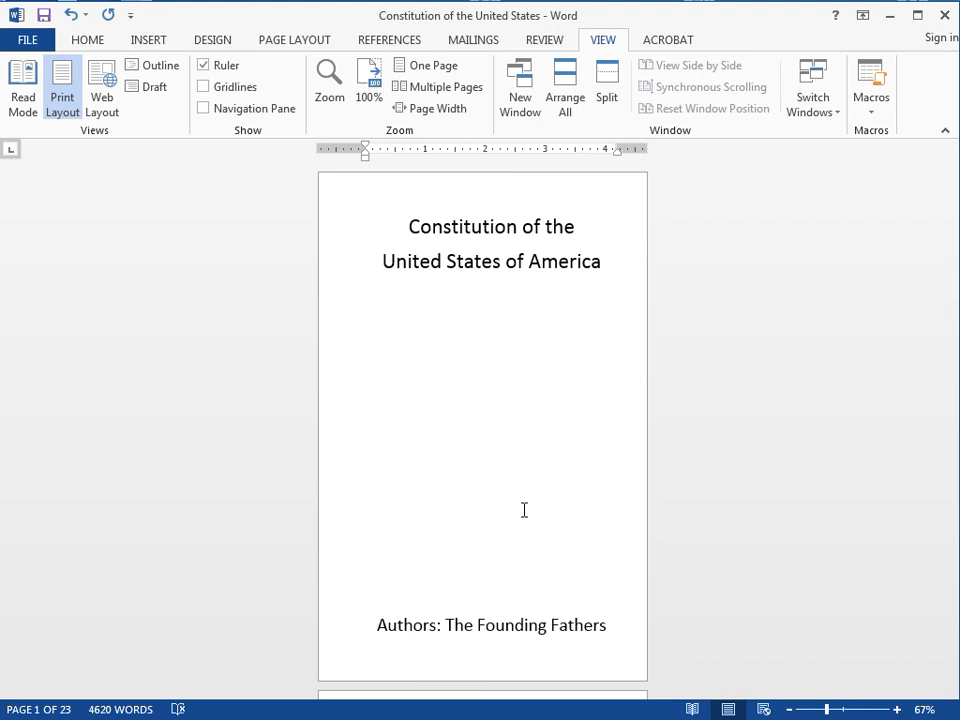 Constitution of the United States - Word
Sign in
FILE HOME INSERT DESIGN PAGE LAYOUT REFERENCES MAILINGS REVIEW VIEW ACROBAT
Read Mode
Print Layout
Web Layout
Outline
Draft
Views
Ruler
Gridlines
Navigation Pane
Show
Zoom
100%
One Page
Multiple Pages
Page Width
Zoom
New Window
Arrange All
Split
View Side by Side
Synchronous Scrolling
Reset Window Position
Window
Switch Windows
Macros
Macros
1 2 3 4
Constitution of the
United States of America
Authors: The Founding Fathers
PAGE 1 OF 23 4620 WORDS 67%